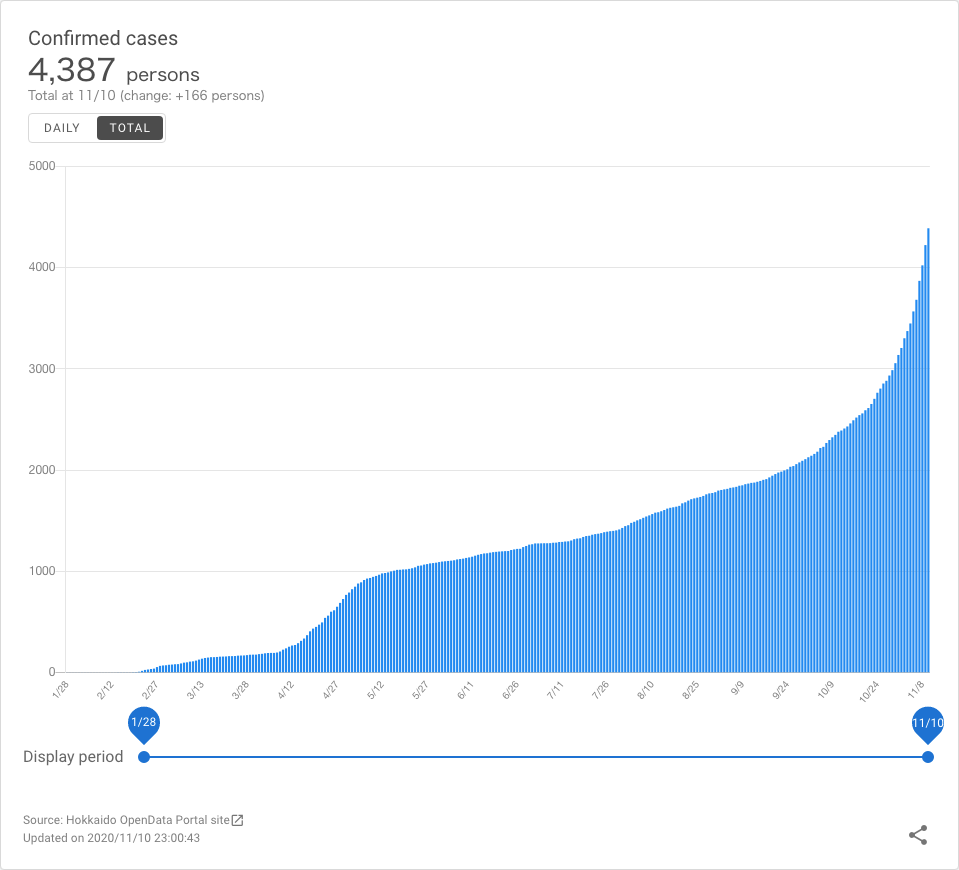 Confirmed cases
4,387 persons
Total at 11/10 (change: +166 persons)
DAILY TOTAL
5000
4000
3000
2000
1000
0
1/28 2/12 2/27 3/13 3/28 4/12 4/27 5/12 5/27 6/11 6/26 7/11 7/26 8/10 8/25 9/9 9/24 10/9 10/24 11/8
1/28 11/10
Display period
Source: Hokkaido OpenData Portal site
Updated on 2020/11/10 23:00:43